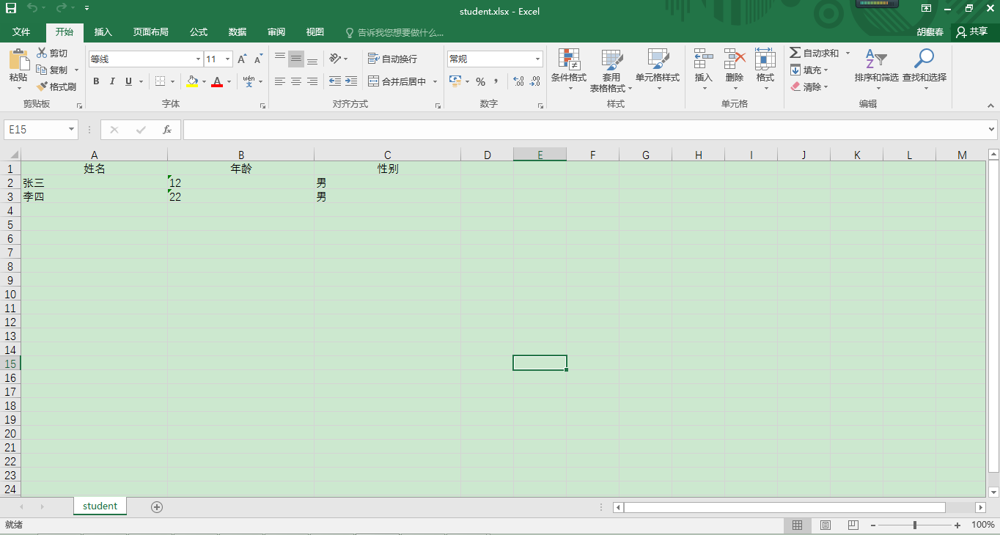 student.xlsx - Excel
文件 开始 插入 页面布局 公式 数据 审阅 视图 告诉我您想要做什么... 胡馥春 共享
粘贴 剪切 复制 格式刷 剪贴板
等线 11 B I U A A A wén 文 字体
自动换行 合并后居中 对齐方式
常规 % , 数字
条件格式 套用 表格格式 单元格样式 样式
插入 删除 格式 单元格
自动求和 填充 清除 排序和筛选 查找和选择 编辑
E15 fx
A B C D E F G H I J K L M
1 姓名 年龄 性别
2 张三 12 男
3 李四 22 男
4
5
6
7
8
9
10
11
12
13
14
15
16
17
18
19
20
21
22
23
24
student
就绪 100%